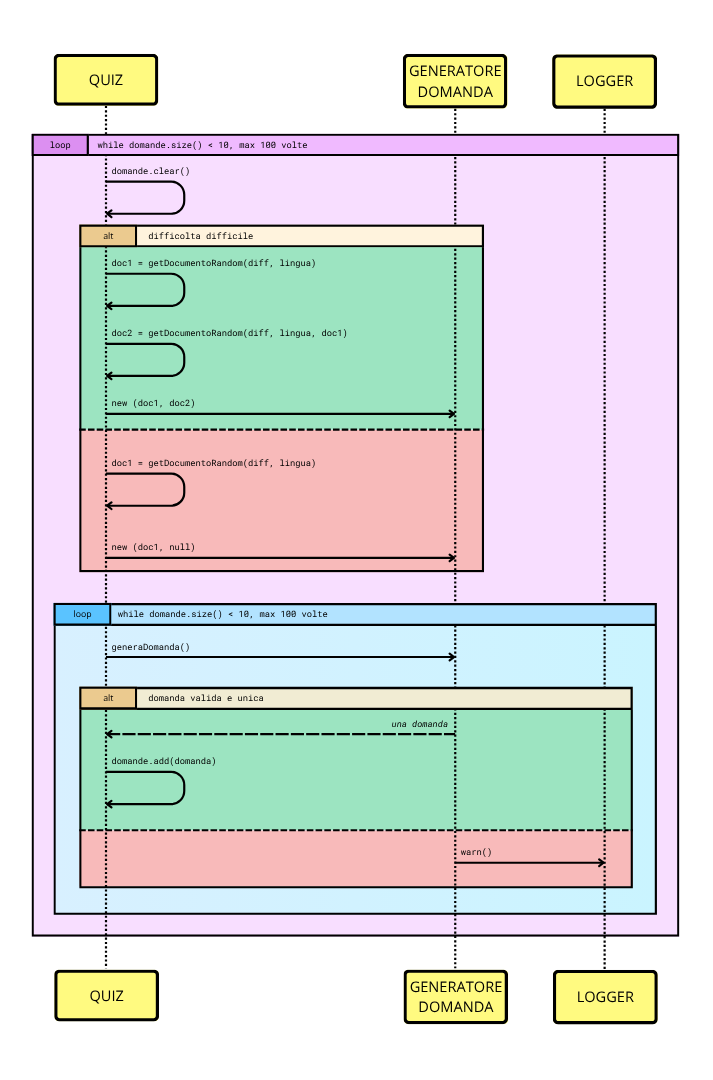 QUIZ
GENERATORE
DOMANDA
LOGGER
loop
while domande.size() < 10, max 100 volte
domande.clear()
alt
difficolta difficile
doc1 = getDocumentoRandom(diff, lingua)
doc2 = getDocumentoRandom(diff, lingua, doc1)
new (doc1, doc2)
doc1 = getDocumentoRandom(diff, lingua)
new (doc1, null)
loop
while domande.size() < 10, max 100 volte
generaDomanda()
alt
domanda valida e unica
una domanda
domande.add(domanda)
warn()
QUIZ
GENERATORE
DOMANDA
LOGGER